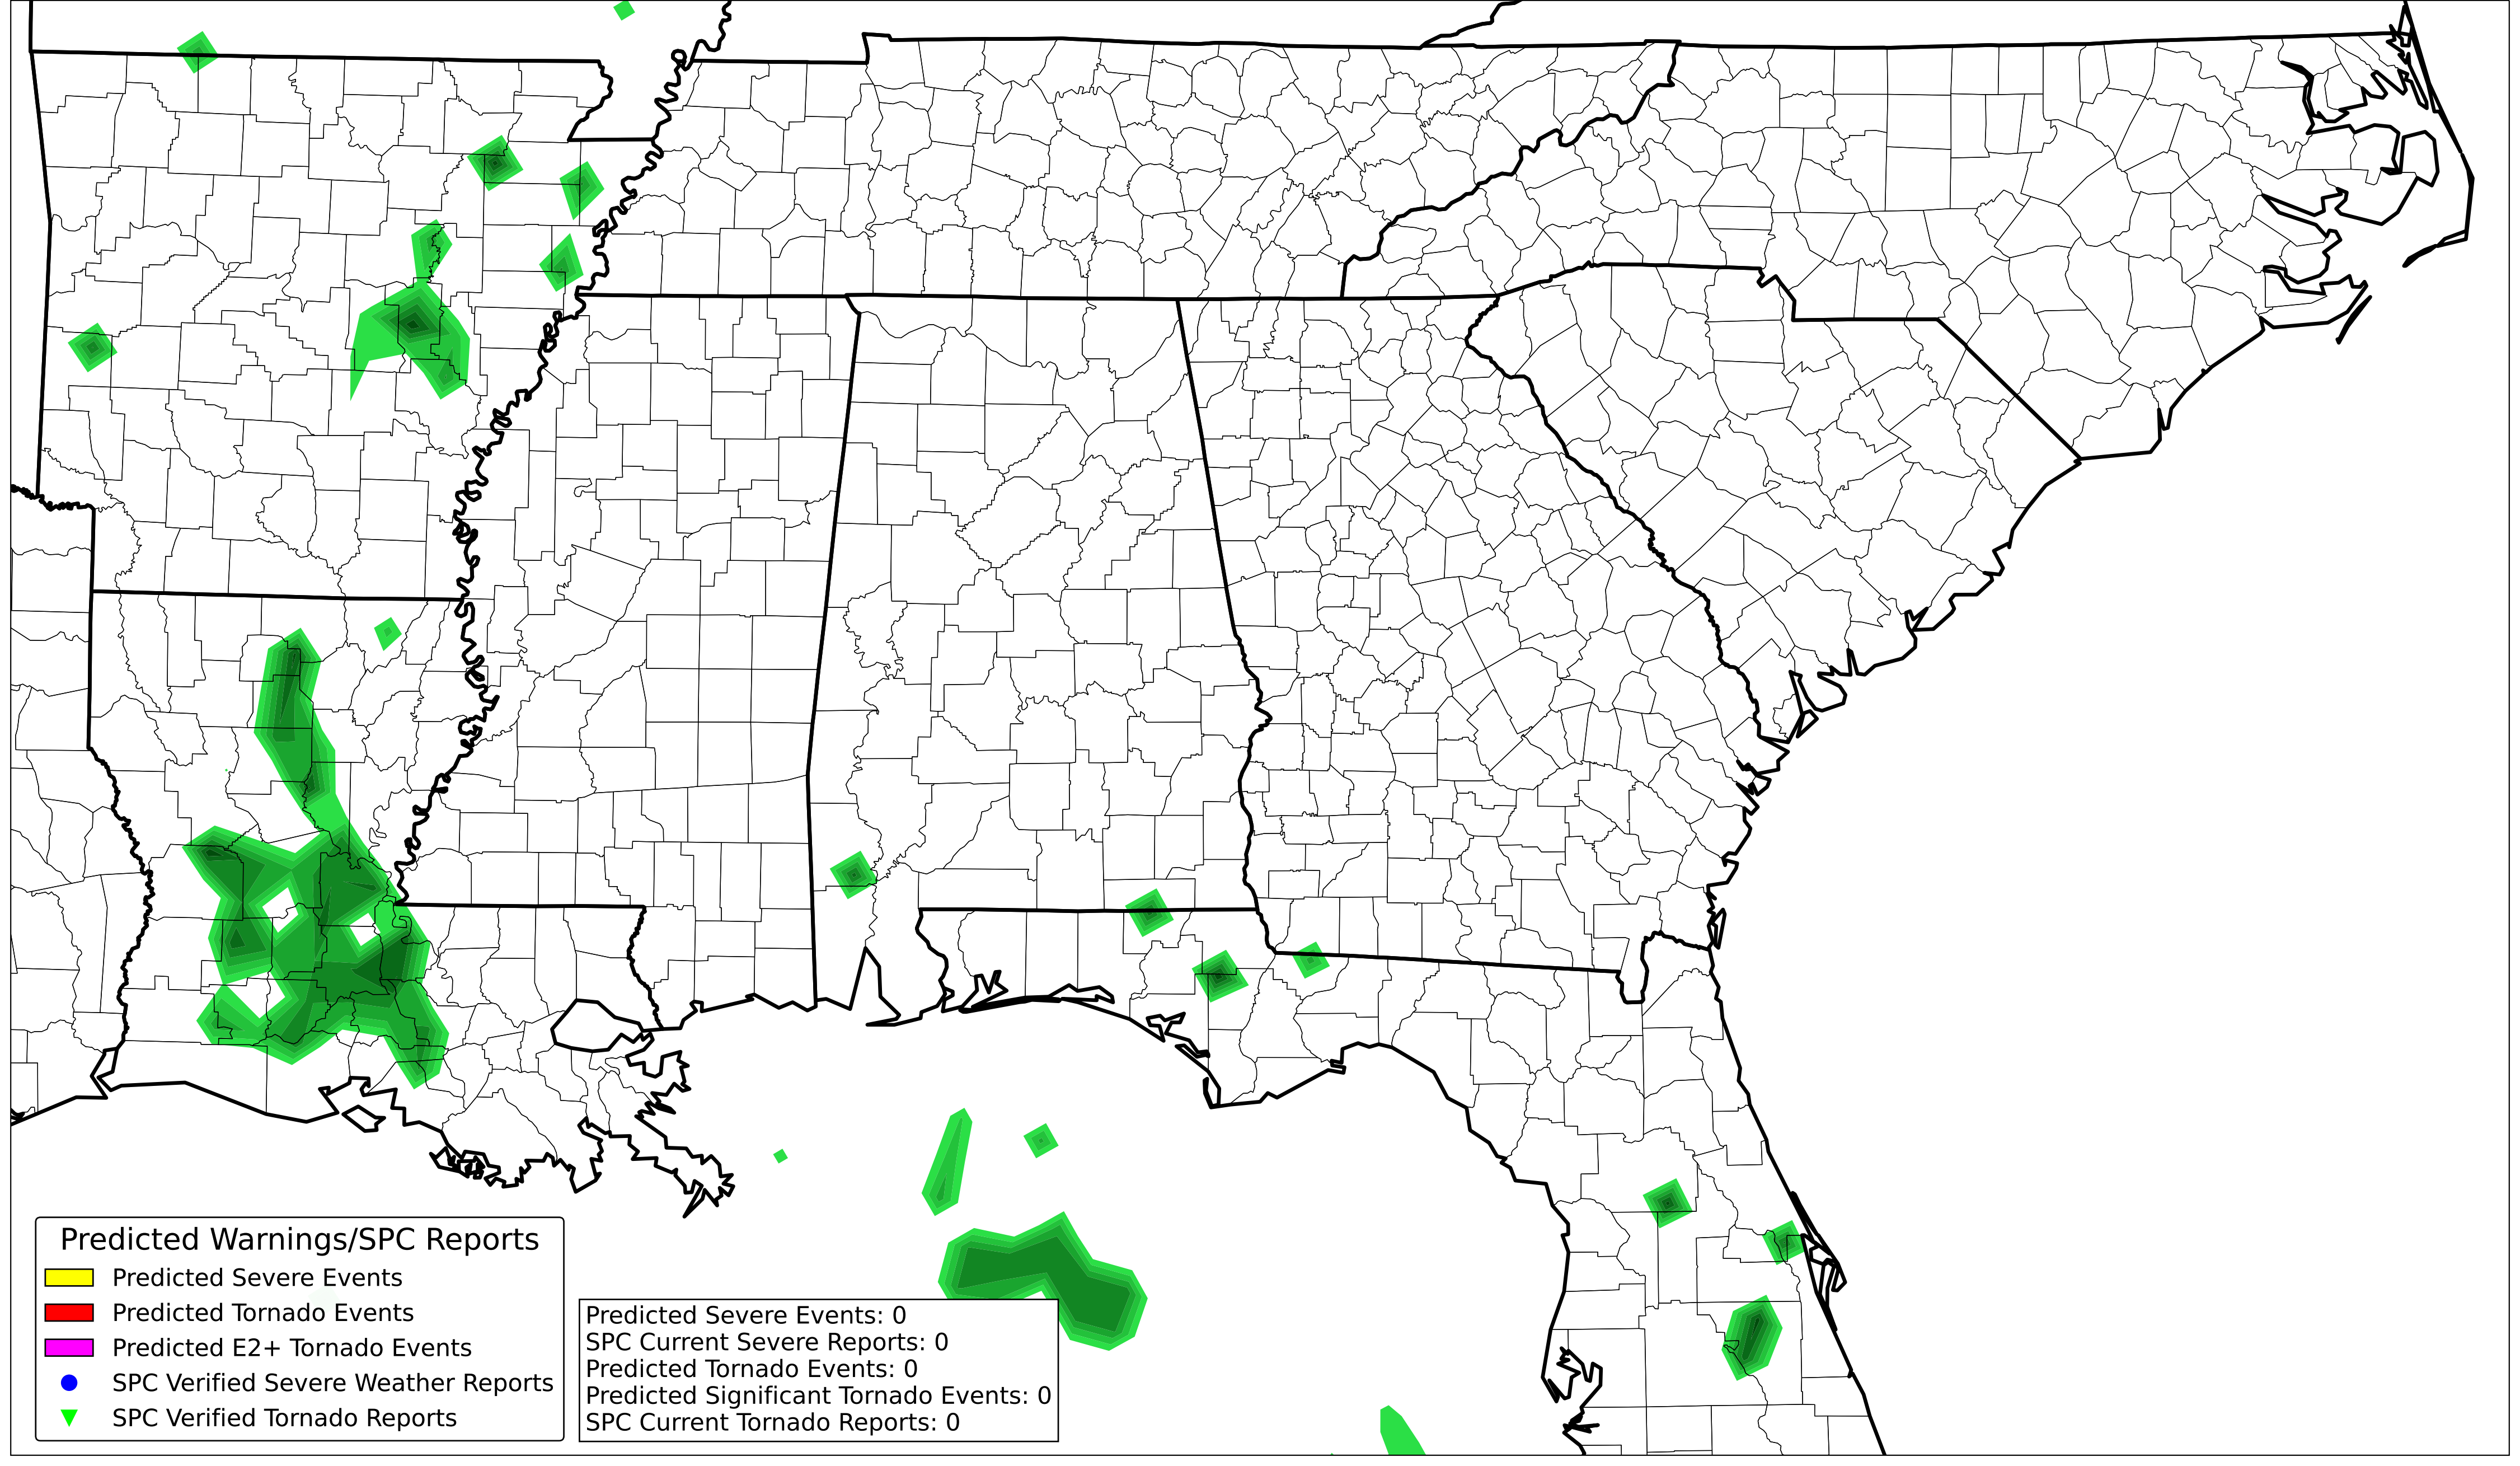 Predicted Warnings/SPC Reports
Predicted Severe Events
Predicted Tornado Events
Predicted E2+ Tornado Events
SPC Verified Severe Weather Reports
SPC Verified Tornado Reports
Predicted Severe Events: 0
SPC Current Severe Reports: 0
Predicted Tornado Events: 0
Predicted Significant Tornado Events: 0
SPC Current Tornado Reports: 0